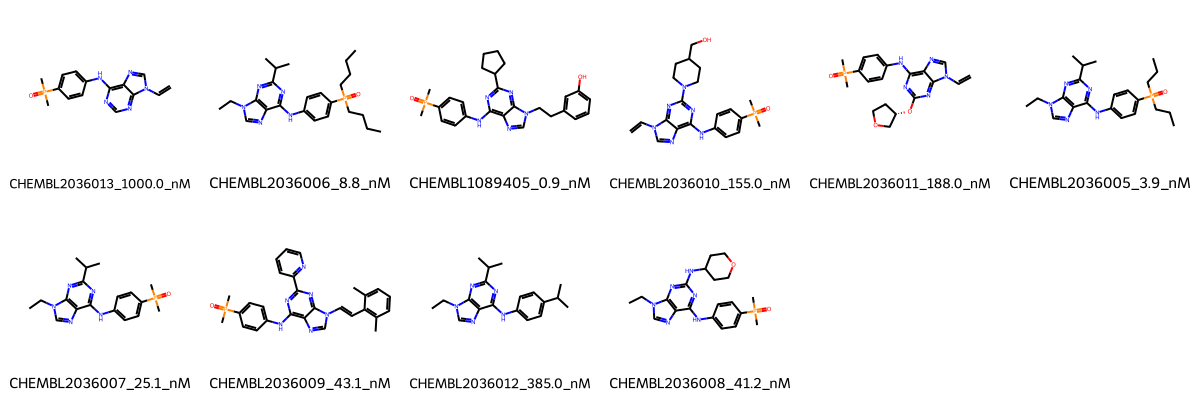 CHEMBL2036013_1000.0_nM
CHEMBL2036006_8.8_nM
CHEMBL1089405_0.9_nM
CHEMBL2036010_155.0_nM
CHEMBL2036011_188.0_nM
CHEMBL2036005_3.9_nM
CHEMBL2036007_25.1_nM
CHEMBL2036009_43.1_nM
CHEMBL2036012_385.0_nM
CHEMBL2036008_41.2_nM